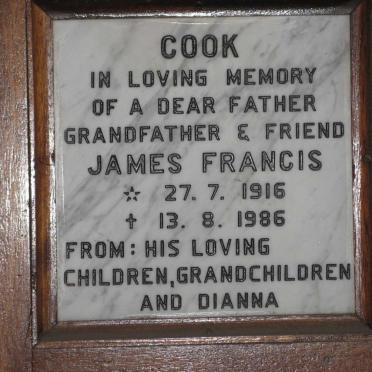 COOK
IN LOVING MEMORY
OF A DEAR FATHER
GRANDFATHER & FRIEND
JAMES FRANCIS
☆ 27. 7. 1916
✝ 13. 8. 1986
FROM: HIS LOVING
CHILDREN, GRANDCHILDREN
AND DIANNA